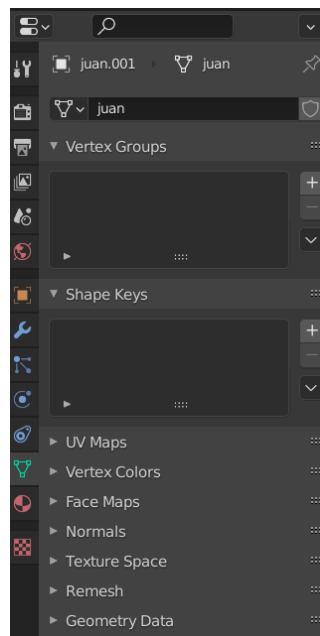 juan.001 juan
juan
Vertex Groups
Shape Keys
UV Maps
Vertex Colors
Face Maps
Normals
Texture Space
Remesh
Geometry Data